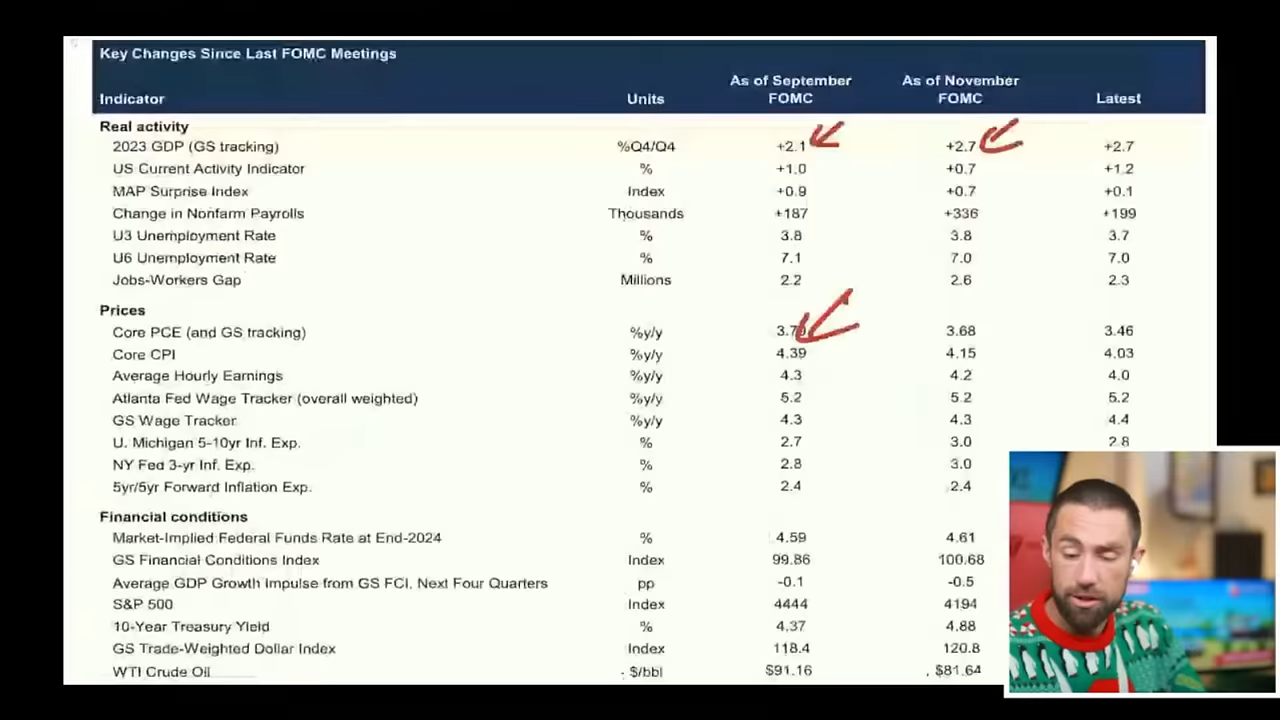 Key Changes Since Last FOMC Meetings
Indicator Units As of September FOMC As of November FOMC Latest
Real activity
2023 GDP (GS tracking) %Q4/Q4 +2.1 +2.7 +2.7
US Current Activity Indicator % +1.0 +0.7 +1.2
MAP Surprise Index Index +0.9 +0.7 +0.1
Change in Nonfarm Payrolls Thousands +187 +336 +199
U3 Unemployment Rate % 3.8 3.8 3.7
U6 Unemployment Rate % 7.1 7.0 7.0
Jobs-Workers Gap Millions 2.2 2.6 2.3
Prices
Core PCE (and GS tracking) %y/y 3.68 3.46
Core CPI %y/y 4.39 4.15 4.03
Average Hourly Earnings %y/y 4.3 4.2 4.0
Atlanta Fed Wage Tracker (overall weighted) %y/y 5.2 5.2 5.2
GS Wage Tracker %y/y 4.3 4.3 4.4
U. Michigan 5-10yr Inf. Exp. % 2.7 3.0 2.8
NY Fed 3-yr Inf. Exp. % 2.8 3.0
5yr/5yr Forward Inflation Exp. % 2.4 2.4
Financial conditions
Market-Implied Federal Funds Rate at End-2024 % 4.59 4.61
GS Financial Conditions Index Index 99.86 100.68
Average GDP Growth Impulse from GS FCI, Next Four Quarters pp -0.1 -0.5
S&P 500 Index 4444 4194
10-Year Treasury Yield % 4.37 4.88
GS Trade-Weighted Dollar Index Index 118.4 120.8
WTI Crude Oil $/bbl $91.16 $81.64